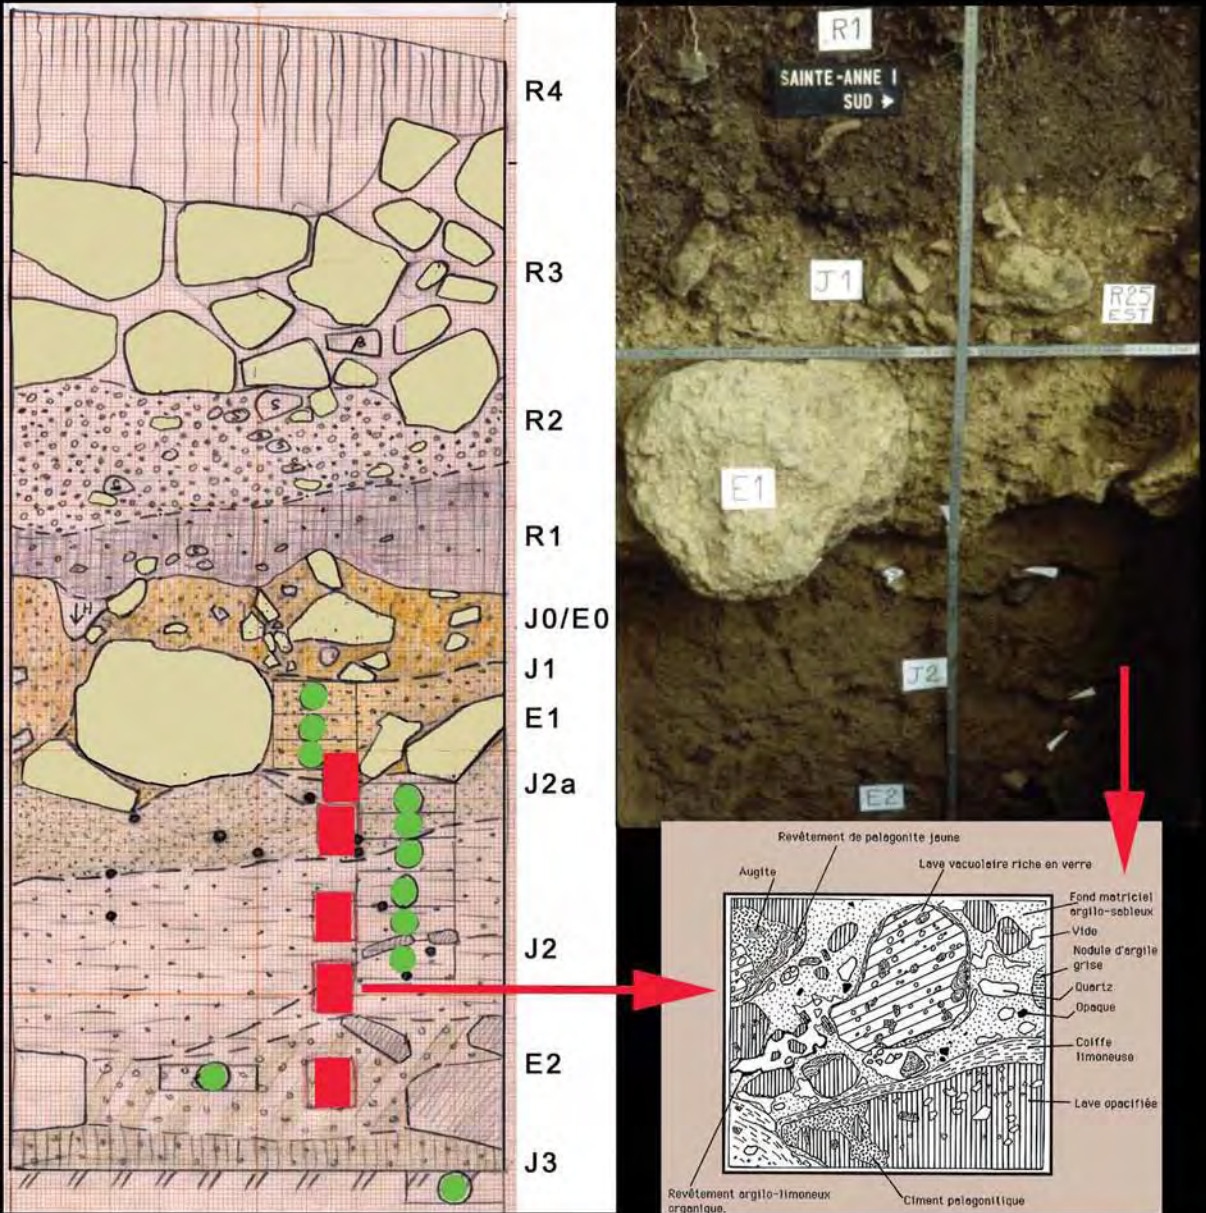 R4
R3
R2
R1
J0/E0
J1
E1
J2a
J2
E2
J3
S
S
B
H
R1
SAINTE-ANNE I
SUD
J1
R25
EST
E1
J2
E2
Revêtement de palagonite jaune
Augite
Lave vacuolaire riche en verre
Fond matriciel
argilo-sableux
Vide
Nodule d'argile
grise
Quartz
Opaque
Coiffe
limoneuse
Lave opacifiée
Revêtement argilo-limoneux
organique.
Ciment palagonitique